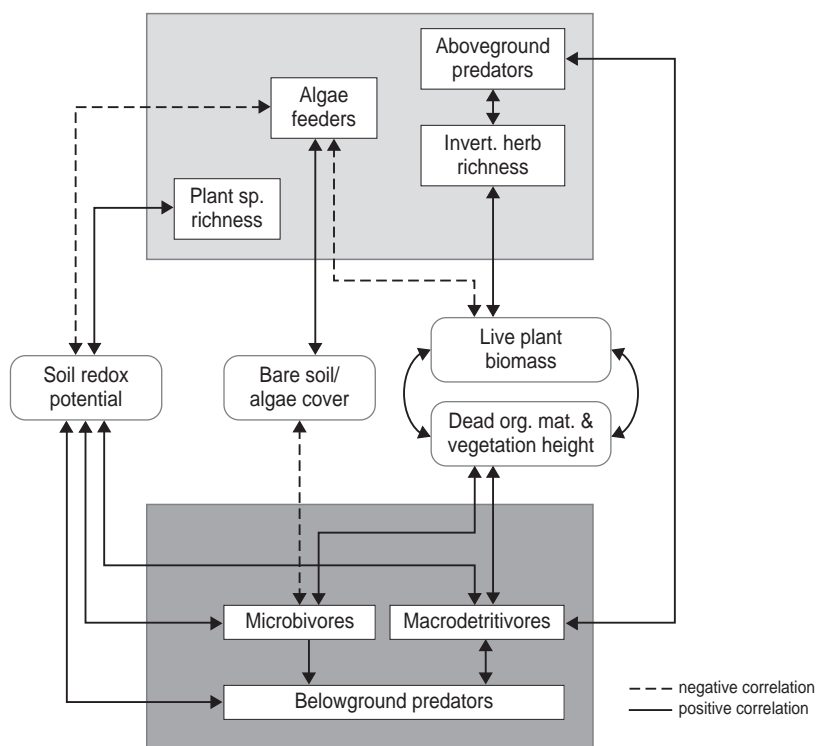 Aboveground
predators
Algae
feeders
Invert. herb
richness
Plant sp.
richness
Live plant
biomass
Soil redox
potential
Bare soil/
algae cover
Dead org. mat. &
vegetation height
Microbivores
Macrodetritivores
Belowground predators
negative correlation
positive correlation